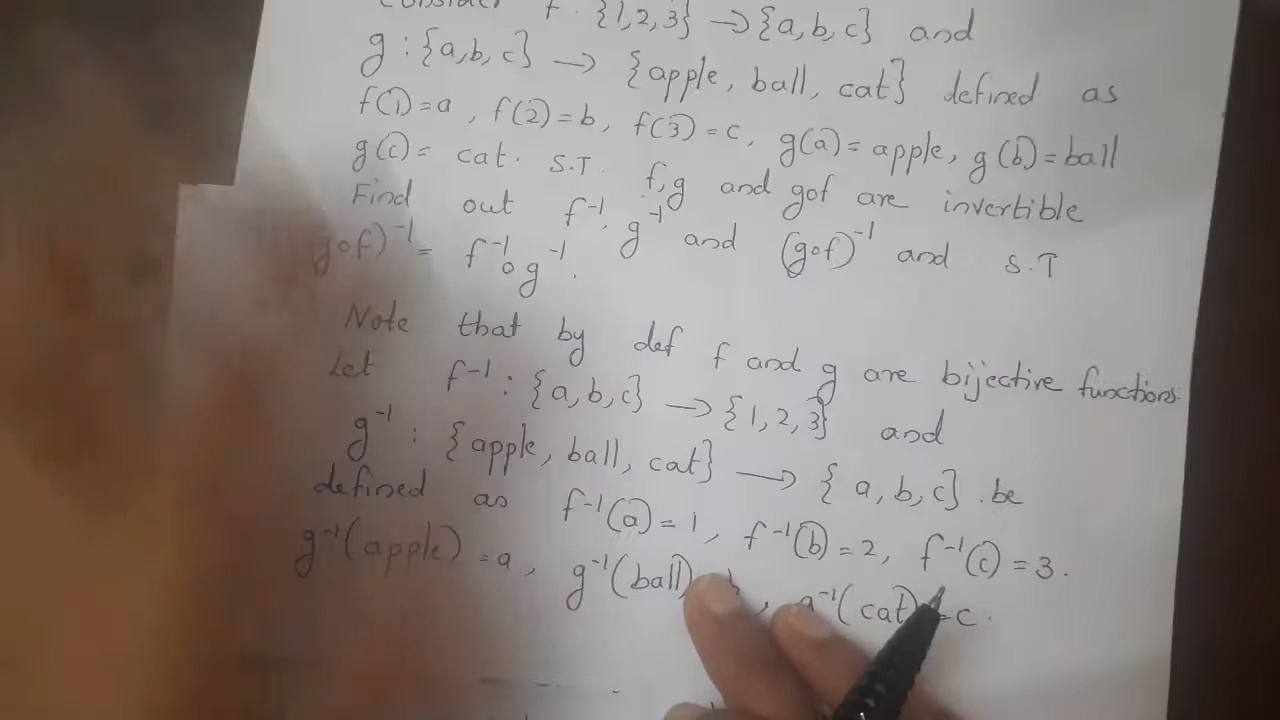 f {1,2,3} → {a, b, c} and
g : {a, b, c} → {apple, ball, cat} defined as
f(1) = a , f(2) = b, f(3) = c, g(a) = apple, g(b) = ball
g(c) = cat. S.T. f, g and gof are invertible
Find out f⁻¹, g⁻¹ and (gof)⁻¹ and S.T
gof)⁻¹ = f⁻¹ o g⁻¹.
Note that by def f and g are bijective functions.
Let f⁻¹ : {a, b, c} → {1, 2, 3} and
g⁻¹ : {apple, ball, cat} → {a, b, c} be
defined as f⁻¹(a) = 1, f⁻¹(b) = 2, f⁻¹(c) = 3.
g⁻¹(apple) = a, g⁻¹(ball) , g⁻¹(cat) = c.